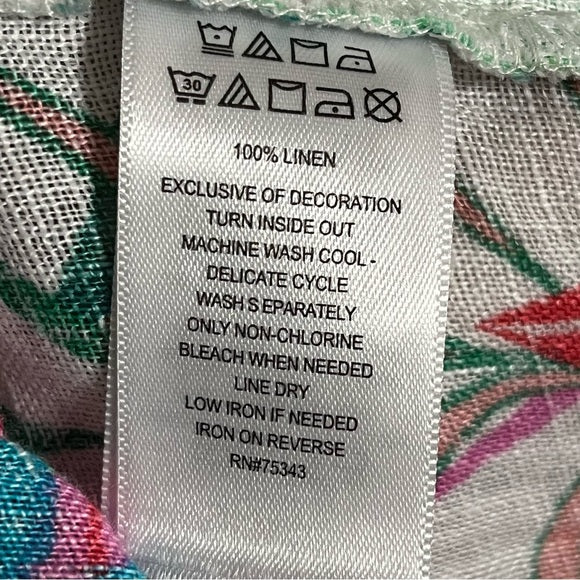 30
100% LINEN
EXCLUSIVE OF DECORATION
TURN INSIDE OUT
MACHINE WASH COOL -
DELICATE CYCLE
WASH S EPARATELY
ONLY NON-CHLORINE
BLEACH WHEN NEEDED
LINE DRY
LOW IRON IF NEEDED
IRON ON REVERSE
RN#75343